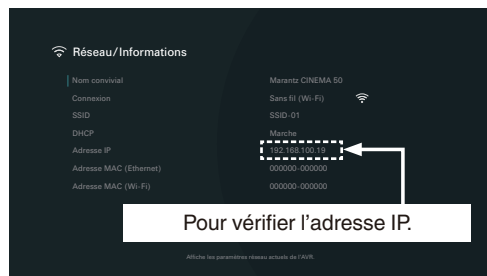 Réseau/Informations
Nom convivial Marantz CINEMA 50
Connexion Sans fil (Wi-Fi)
SSID SSID-01
DHCP Marche
Adresse IP 192.168.100.19
Adresse MAC (Ethernet) 000000-000000
Adresse MAC (Wi-Fi) 000000-000000
Pour vérifier l’adresse IP.
Affiche les paramètres réseau actuels de l'AVR.